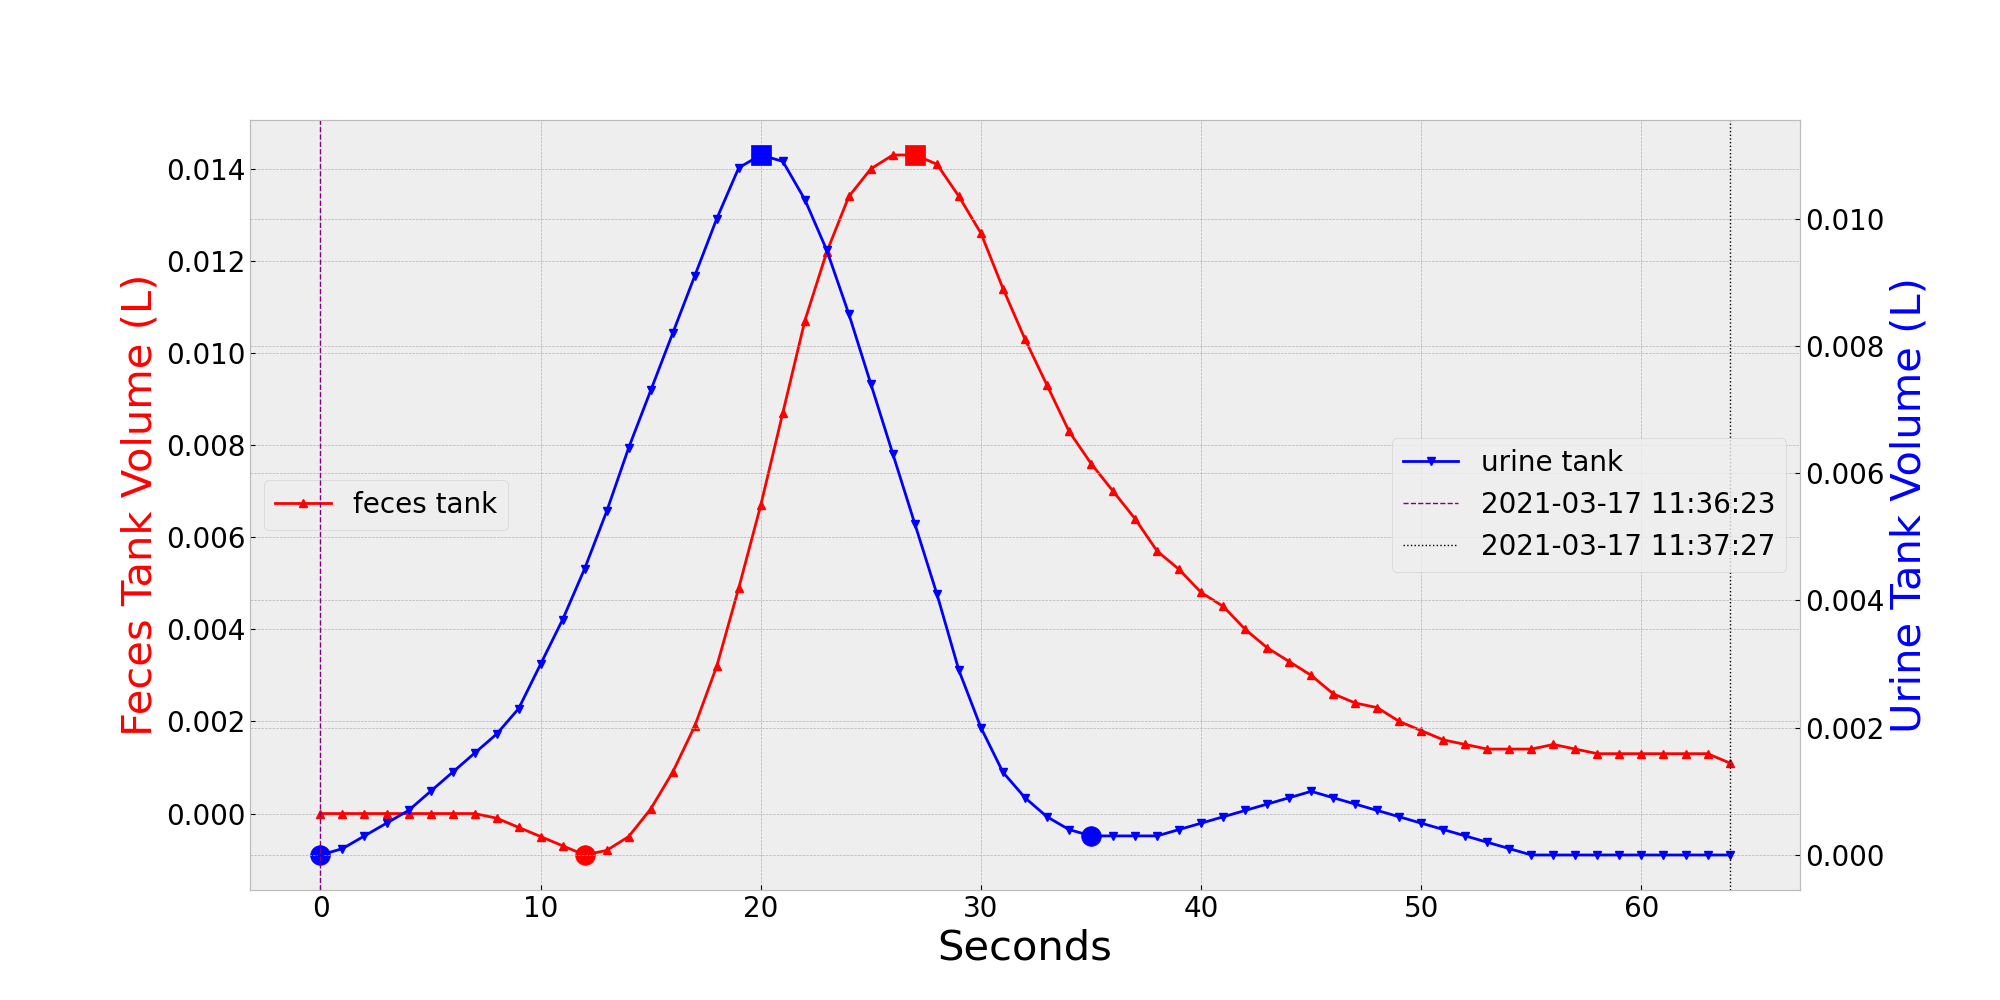 Feces Tank Volume (L)
0.014
0.012
0.010
0.008
0.006
0.004
0.002
0.000
feces tank
urine tank
2021-03-17 11:36:23
2021-03-17 11:37:27
0.010
0.008
0.006
0.004
0.002
0.000
Urine Tank Volume (L)
0 10 20 30 40 50 60
Seconds